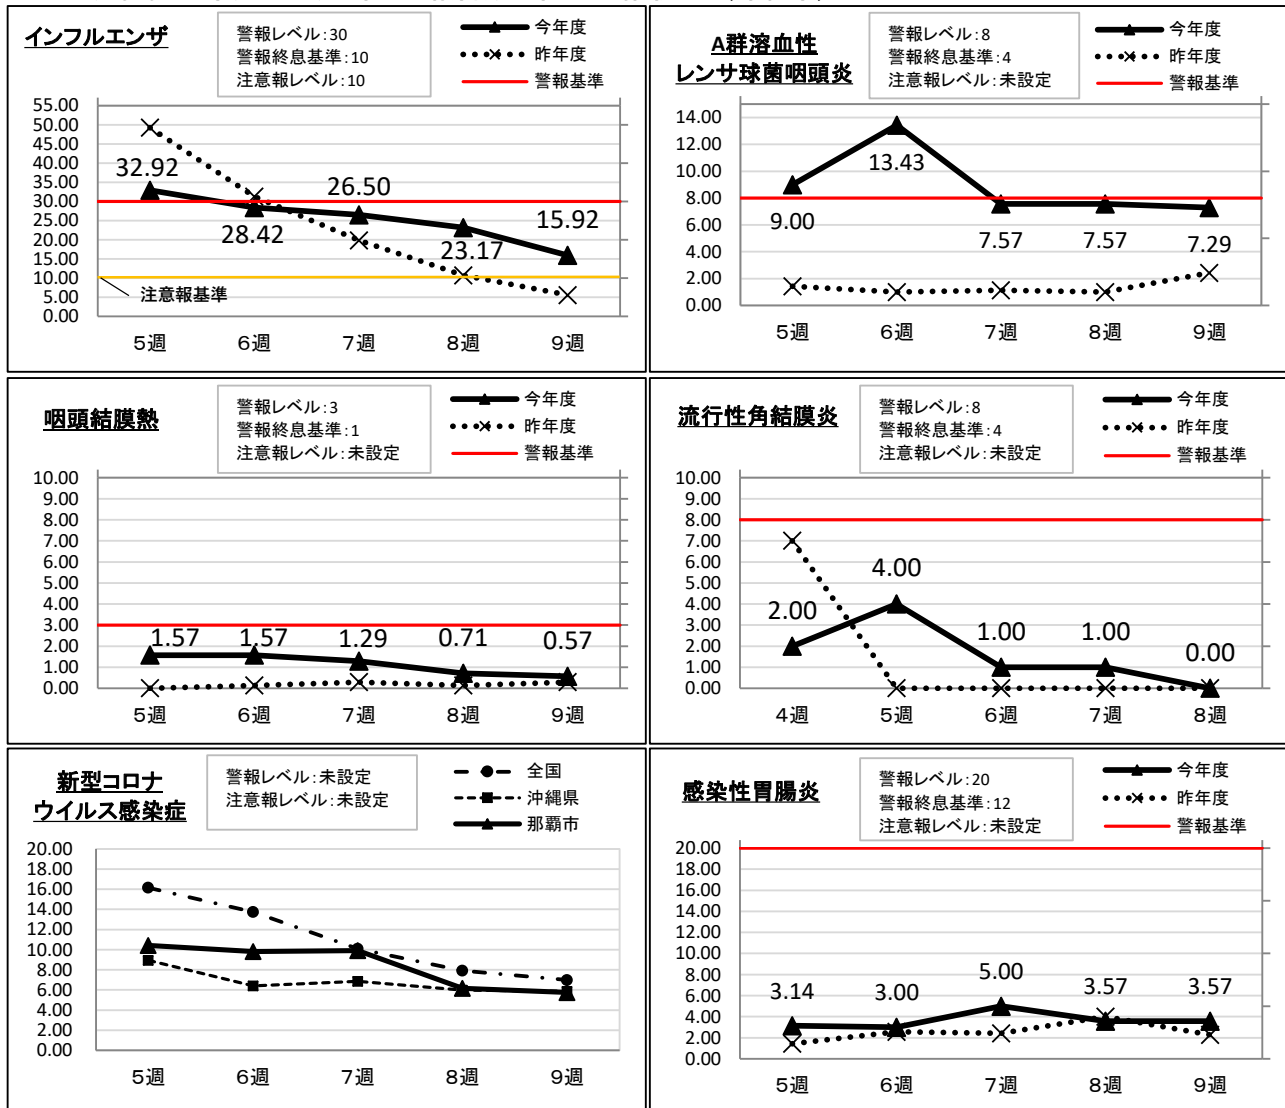 インフルエンザ
警報レベル:30
警報終息基準:10
注意報レベル:10
今年度
昨年度
警報基準
55.00
50.00
45.00
40.00
35.00
30.00
25.00
20.00
15.00
10.00
5.00
0.00
32.92
28.42
26.50
23.17
15.92
注意報基準
5週
6週
7週
8週
9週
A群溶血性
レンサ球菌咽頭炎
警報レベル:8
警報終息基準:4
注意報レベル:未設定
今年度
昨年度
警報基準
14.00
12.00
10.00
8.00
6.00
4.00
2.00
0.00
9.00
13.43
7.57
7.57
7.29
5週
6週
7週
8週
9週
咽頭結膜熱
警報レベル:3
警報終息基準:1
注意報レベル:未設定
今年度
昨年度
警報基準
10.00
9.00
8.00
7.00
6.00
5.00
4.00
3.00
2.00
1.00
0.00
1.57
1.57
1.29
0.71
0.57
5週
6週
7週
8週
9週
流行性角結膜炎
警報レベル:8
警報終息基準:4
注意報レベル:未設定
今年度
昨年度
警報基準
10.00
9.00
8.00
7.00
6.00
5.00
4.00
3.00
2.00
1.00
0.00
2.00
4.00
1.00
1.00
0.00
4週
5週
6週
7週
8週
新型コロナ
ウイルス感染症
警報レベル:未設定
注意報レベル:未設定
全国
沖縄県
那覇市
20.00
18.00
16.00
14.00
12.00
10.00
8.00
6.00
4.00
2.00
0.00
5週
6週
7週
8週
9週
感染性胃腸炎
警報レベル:20
警報終息基準:12
注意報レベル:未設定
今年度
昨年度
警報基準
20.00
18.00
16.00
14.00
12.00
10.00
8.00
6.00
4.00
2.00
0.00
3.14
3.00
5.00
3.57
3.57
5週
6週
7週
8週
9週